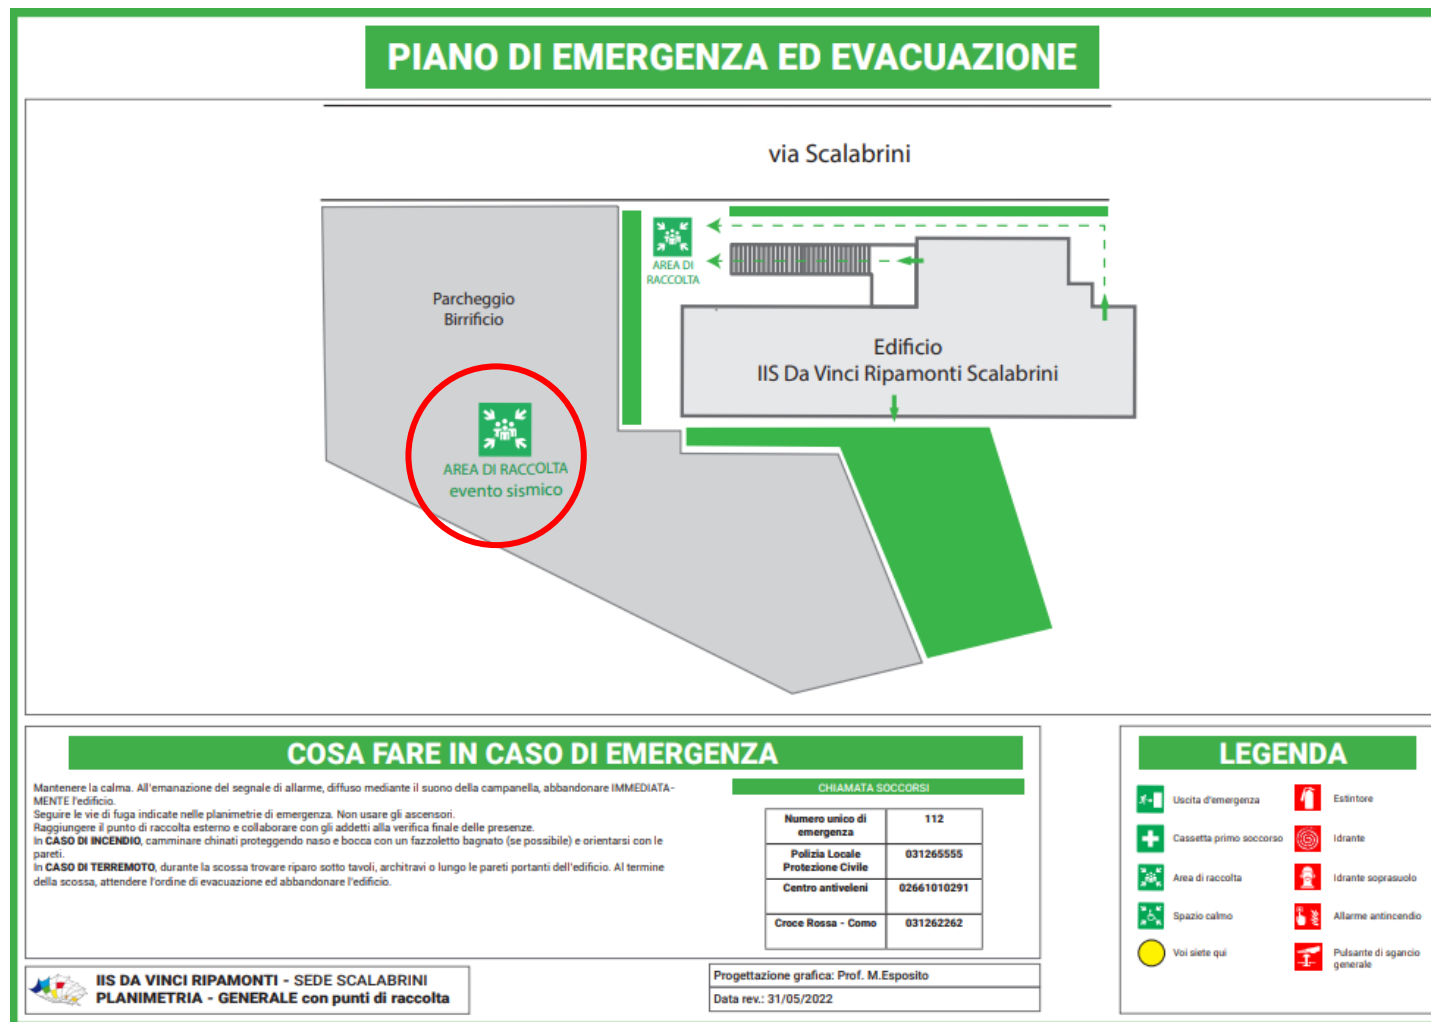 PIANO DI EMERGENZA ED EVACUAZIONE
via Scalabrini
AREA DI
RACCOLTA
Parcheggio
Birrificio
Edificio
IIS Da Vinci Ripamonti Scalabrini
AREA DI RACCOLTA
evento sismico
COSA FARE IN CASO DI EMERGENZA
Mantenere la calma. All'emanazione del segnale di allarme, diffuso mediante il suono della campanella, abbandonare IMMEDIATA-
MENTE l'edificio.
Seguire le vie di fuga indicate nelle planimetrie di emergenza. Non usare gli ascensori.
Raggiungere il punto di raccolta esterno e collaborare con gli addetti alla verifica finale delle presenze.
In CASO DI INCENDIO, camminare chinati proteggendo naso e bocca con un fazzoletto bagnato (se possibile) e orientarsi con le
pareti.
In CASO DI TERREMOTO, durante la scossa trovare riparo sotto tavoli, architravi o lungo le pareti portanti dell'edificio. Al termine
della scossa, attendere l'ordine di evacuazione ed abbandonare l'edificio.
CHIAMATA SOCCORSI
Numero unico di
emergenza
112
Polizia Locale
Protezione Civile
031265555
Centro antiveleni
02661010291
Croce Rossa - Como
031262262
LEGENDA
Uscita d'emergenza
Estintore
Cassetta primo soccorso
Idrante
Area di raccolta
Idrante soprasuolo
Spazio calmo
Allarme antincendio
Voi siete qui
Pulsante di sgancio
generale
IIS DA VINCI RIPAMONTI - SEDE SCALABRINI
PLANIMETRIA - GENERALE con punti di raccolta
Progettazione grafica: Prof. M.Esposito
Data rev.: 31/05/2022